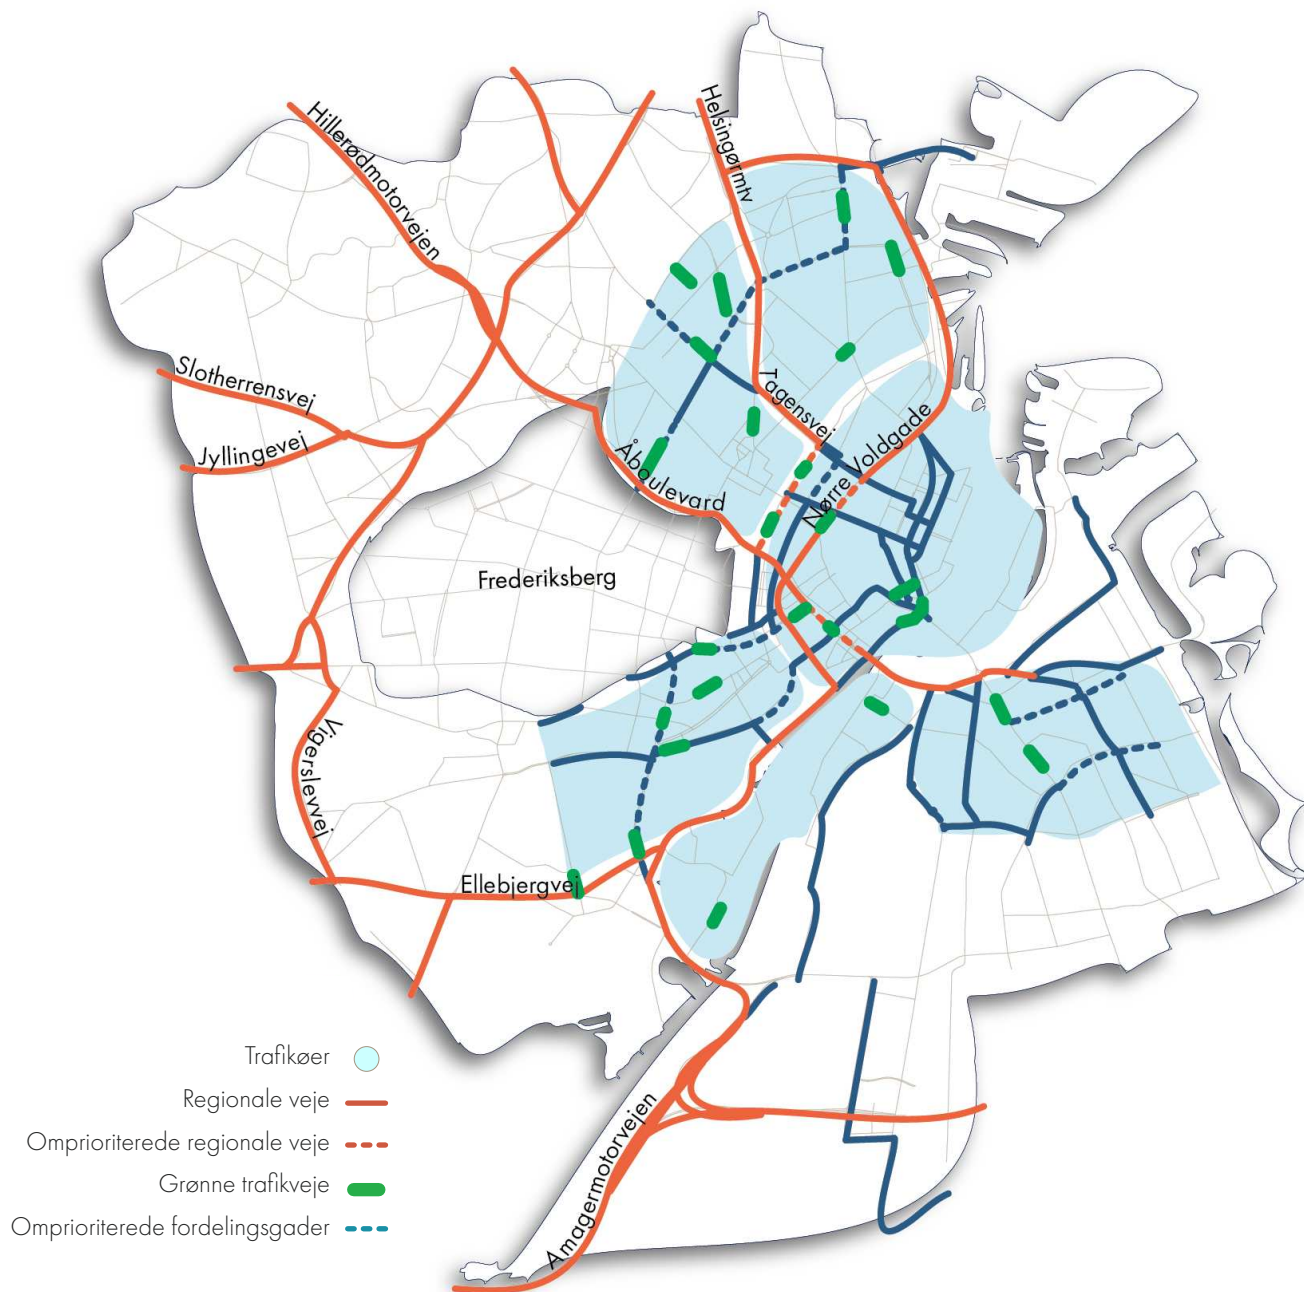 Helsingørmtv
Hillerødmotorvejen
Slotherrensvej
Jyllingevej
Tagensvej
Nørre Voldgade
Åboulevard
Frederiksberg
Vigerslevvej
Ellebjergvej
Amagermotorvejen
Trafikøer
Regionale veje
Omprioriterede regionale veje
Grønne trafikveje
Omprioriterede fordelingsgader